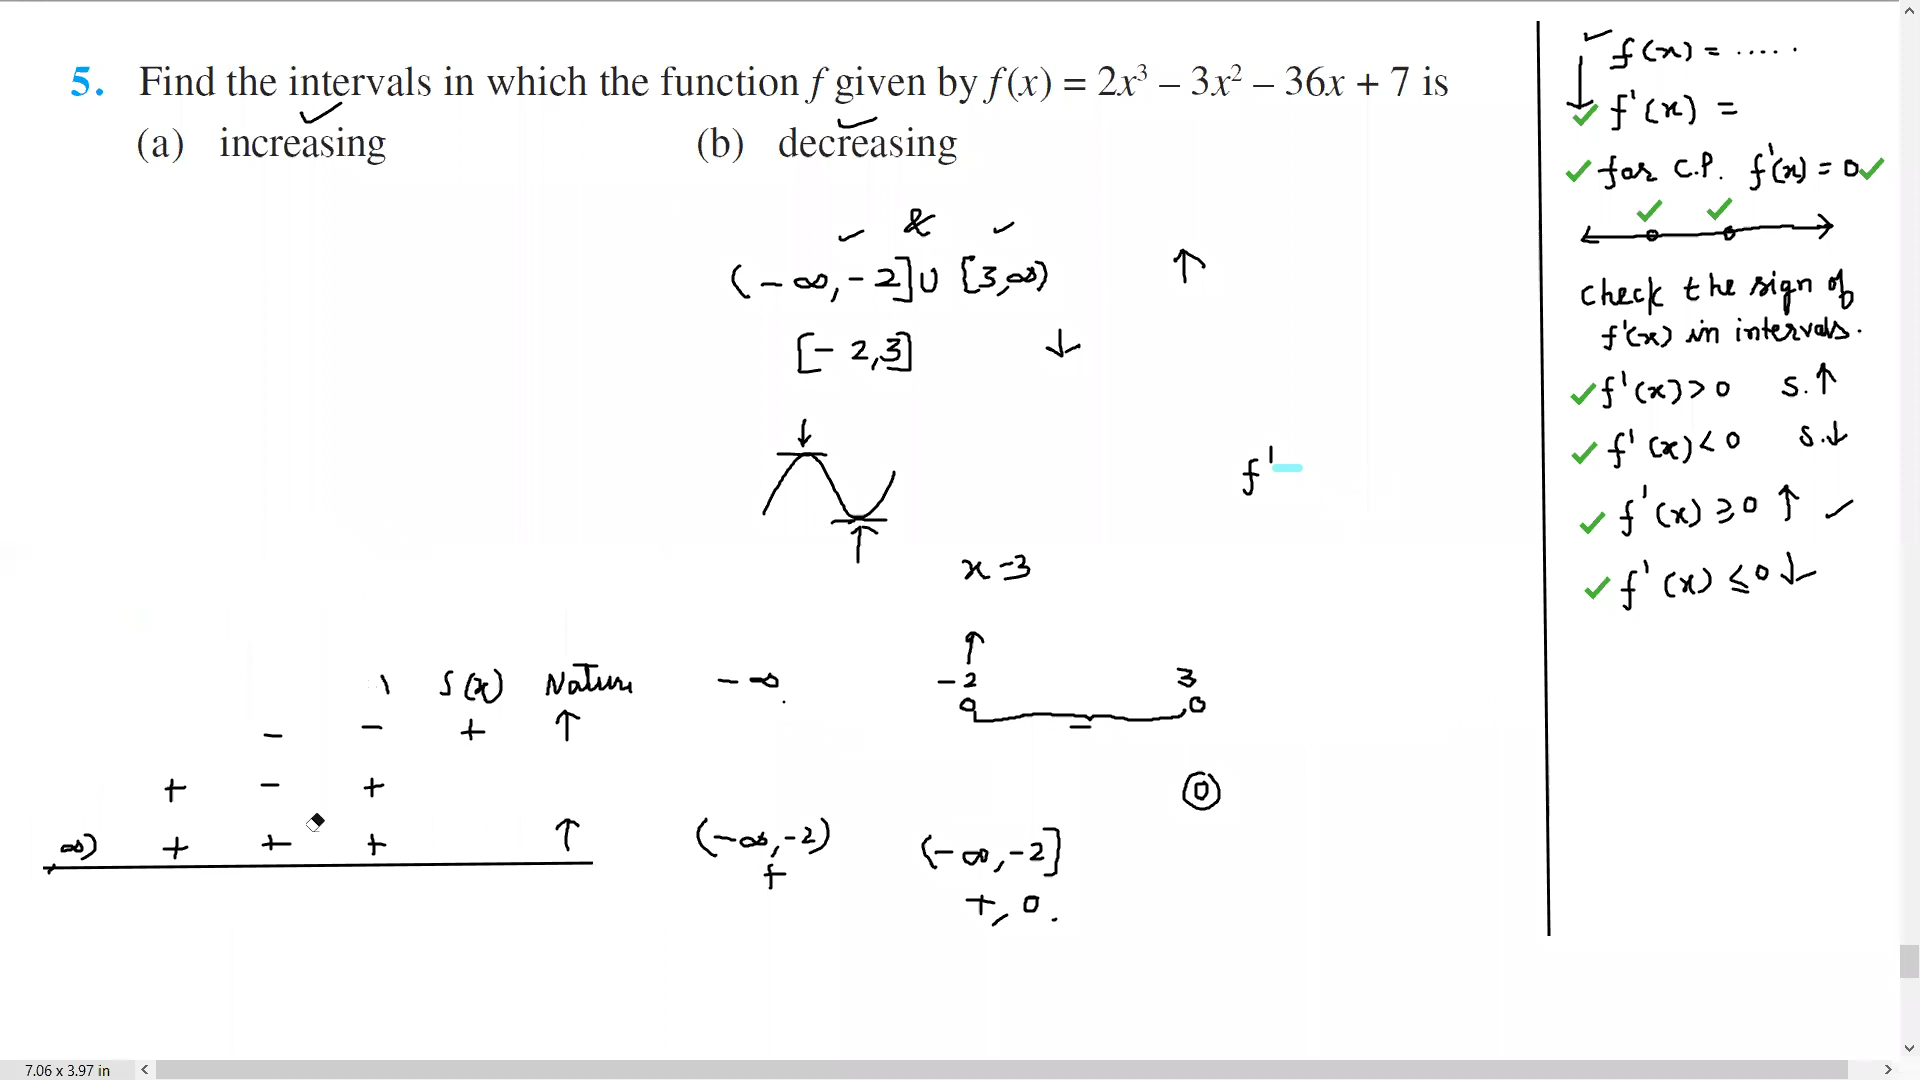 5. Find the intervals in which the function f given by f(x) = 2x³ – 3x² – 36x + 7 is
(a) increasing (b) decreasing
&
(-∞,-2]∪ [3,∞) ↑
[-2,3] ↓
f'
x=3
S(x) Nature
- - + ↑
+ - +
∞) + + + ↑
-∞ -2 3
0 0
-
0
(-∞,-2) (-∞,-2]
+ +, 0.
f(x) = .....
f'(x) =
for C.P. f'(x) = 0
Check the sign of
f'(x) in intervals.
f'(x) > 0 S.↑
f'(x) < 0 S.↓
f'(x) ≥ 0 ↑
f'(x) ≤ 0 ↓
7.06 x 3.97 in